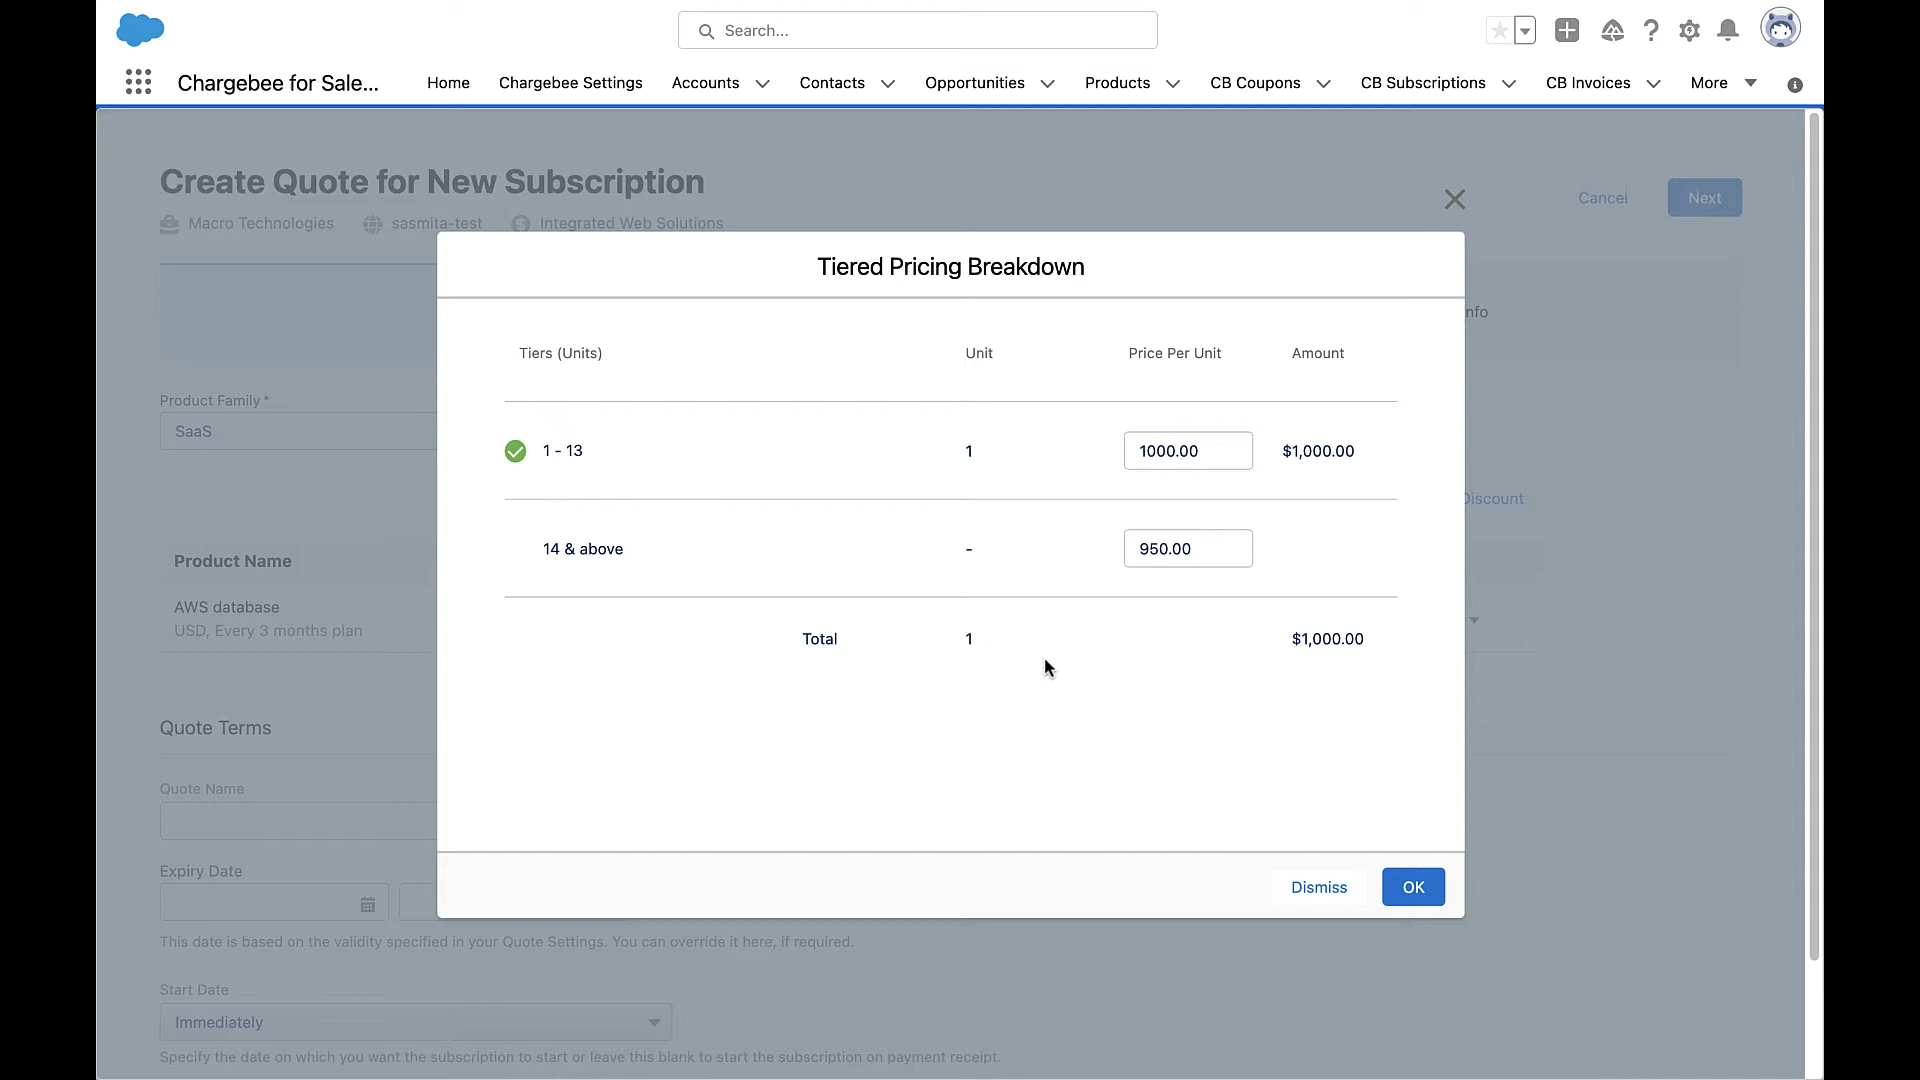 Search...
Chargebee for Sale...
Home
Chargebee Settings
Accounts
Contacts
Opportunities
Products
CB Coupons
CB Subscriptions
CB Invoices
More
Create Quote for New Subscription
Cancel
Next
Macro Technologies
sasmita-test
Integrated Web Solutions
Tiered Pricing Breakdown
nfo
Tiers (Units)
Unit
Price Per Unit
Amount
Product Family *
SaaS
1 - 13
1
1000.00
$1,000.00
Discount
14 & above
-
950.00
Product Name
AWS database
USD, Every 3 months plan
Total
1
$1,000.00
Quote Terms
Quote Name
Expiry Date
Dismiss
OK
This date is based on the validity specified in your Quote Settings. You can override it here, if required.
Start Date
Immediately
Specify the date on which you want the subscription to start or leave this blank to start the subscription on payment receipt.